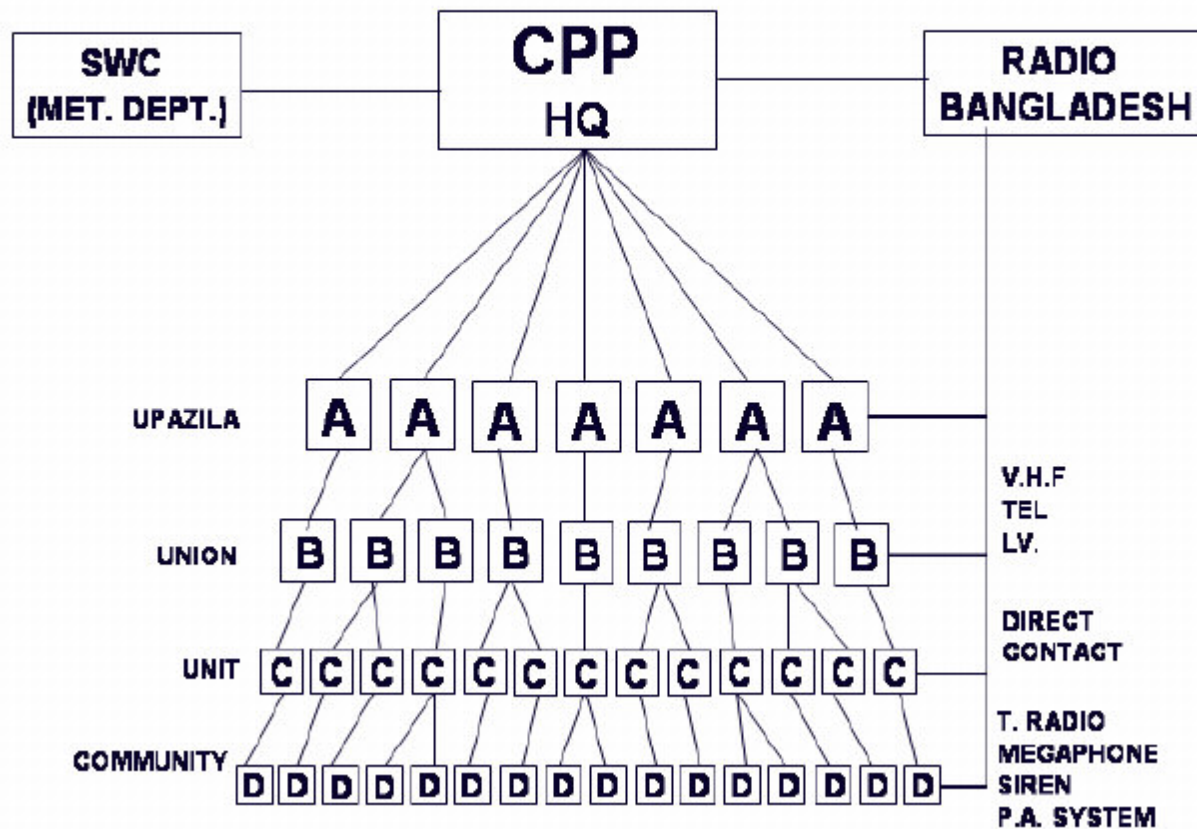 SWC
(MET. DEPT.)
CPP
HQ
RADIO
BANGLADESH
UPAZILA A A A A A A A
V.H.F
TEL
LV.
UNION B B B B B B B B B
DIRECT
CONTACT
UNIT C C C C C C C C C C C C C
COMMUNITY D D D D D D D D D D D D D D D D
T. RADIO
MEGAPHONE
SIREN
P.A. SYSTEM